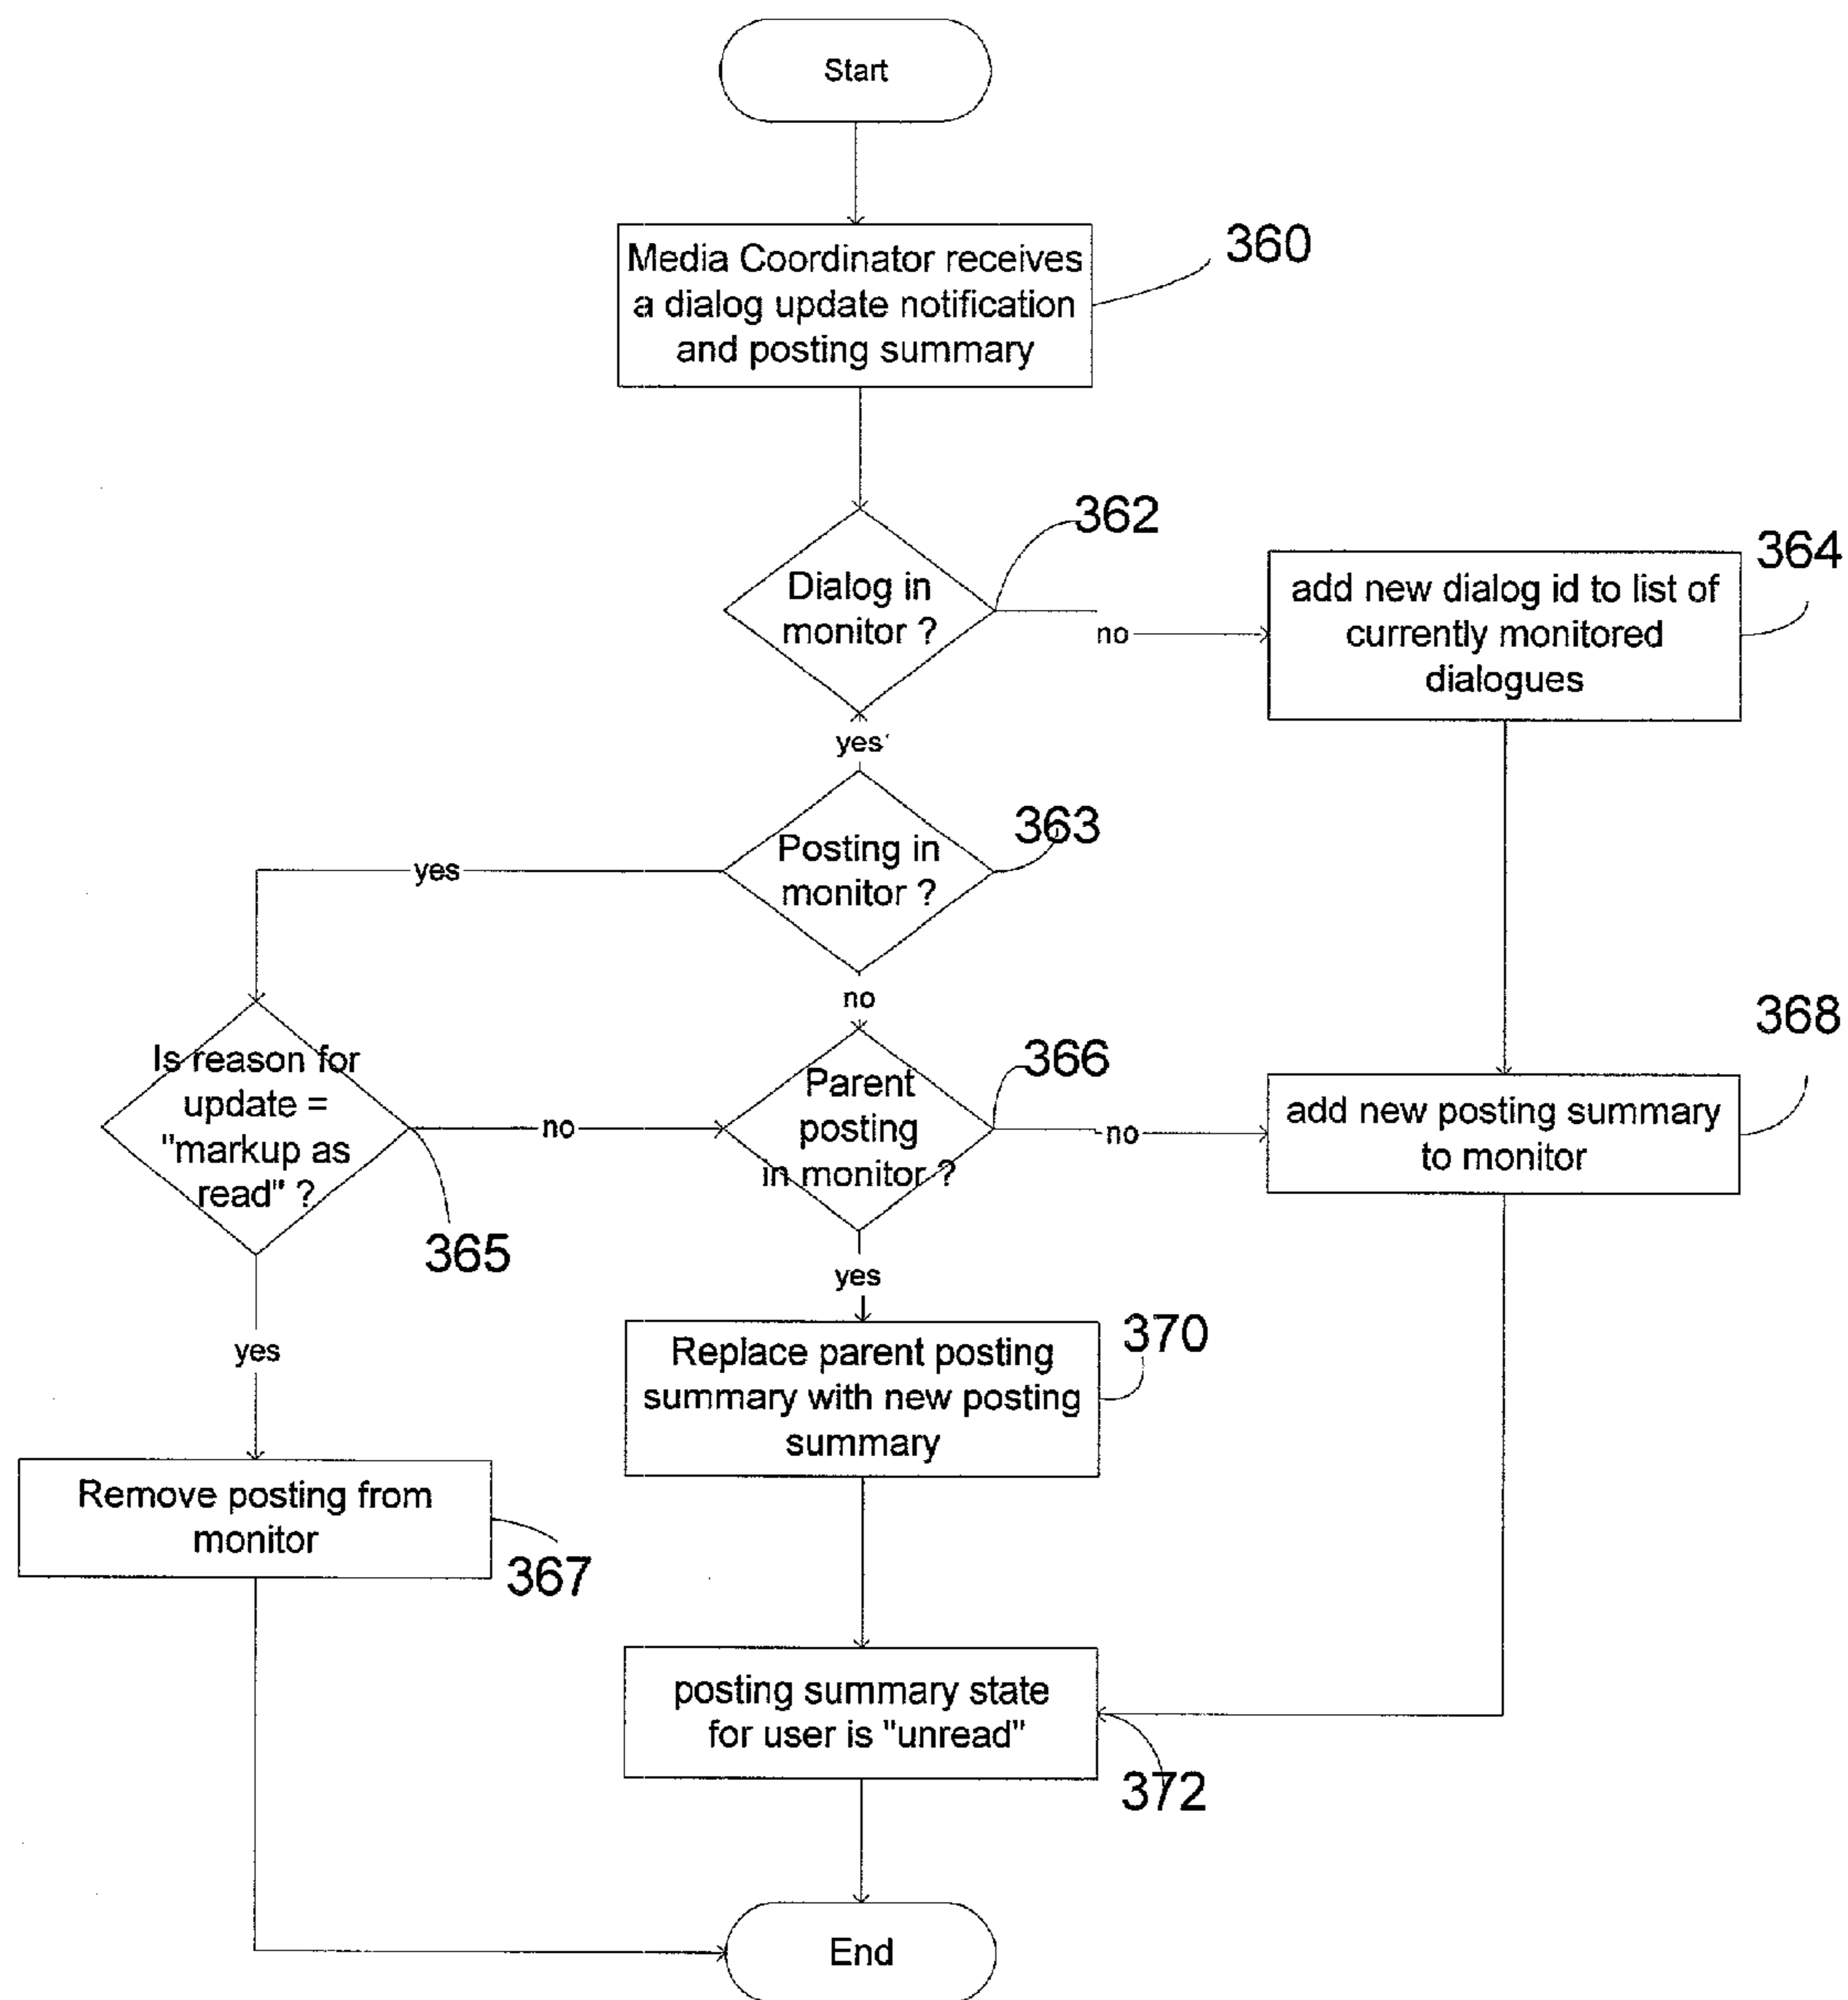 Start
Media Coordinator receives
a dialog update notification
and posting summary
360
Dialog in
monitor ?
362
no
add new dialog id to list of
currently monitored
dialogues
364
yes
Posting in
monitor ?
363
yes
no
Is reason for
update =
"markup as
read" ?
365
no
Parent
posting
in monitor ?
366
no
add new posting summary
to monitor
368
yes
yes
Replace parent posting
summary with new posting
summary
370
Remove posting from
monitor
367
posting summary state
for user is "unread"
372
End